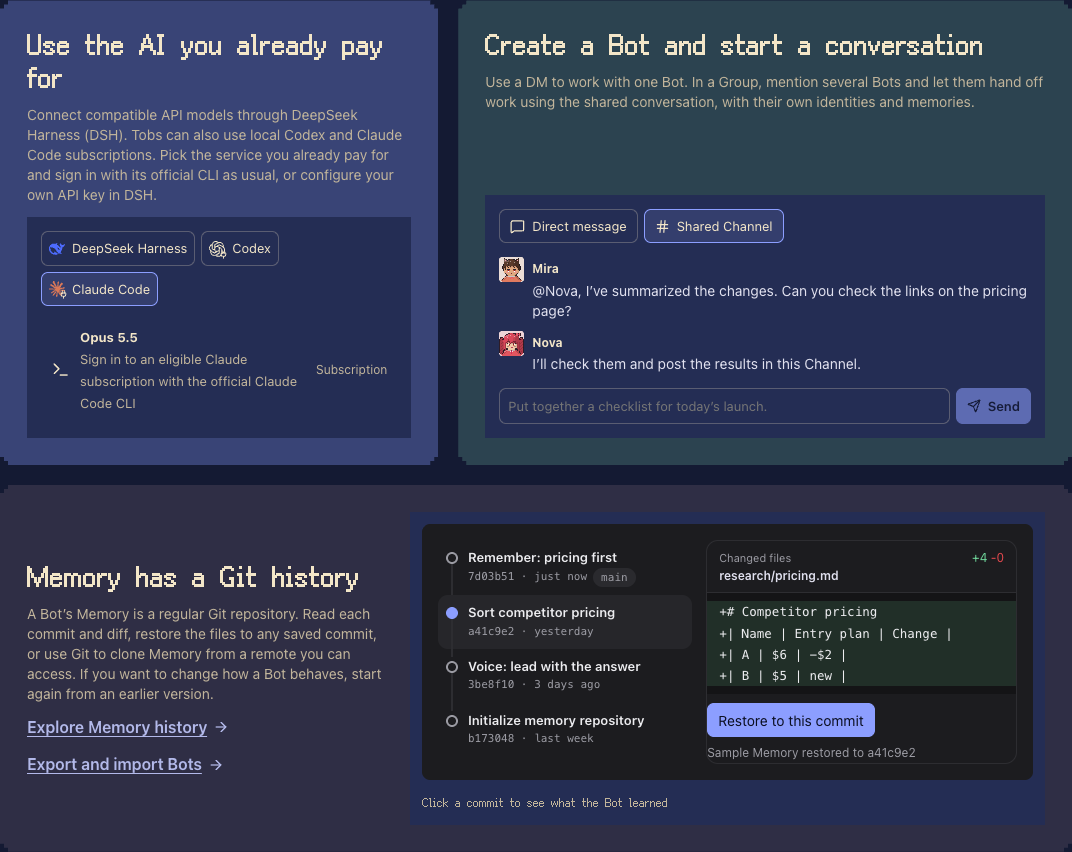 Use the AI you already pay
for
Connect compatible API models through DeepSeek
Harness (DSH). Tobs can also use local Codex and Claude
Code subscriptions. Pick the service you already pay for
and sign in with its official CLI as usual, or configure your
own API key in DSH.
DeepSeek Harness
Codex
Claude Code
Opus 5.5
Sign in to an eligible Claude
subscription with the official Claude
Code CLI
Subscription
Create a Bot and start a conversation
Use a DM to work with one Bot. In a Group, mention several Bots and let them hand off
work using the shared conversation, with their own identities and memories.
Direct message
Shared Channel
Mira
@Nova, I’ve summarized the changes. Can you check the links on the pricing
page?
Nova
I’ll check them and post the results in this Channel.
Put together a checklist for today’s launch.
Send
Memory has a Git history
A Bot’s Memory is a regular Git repository. Read each
commit and diff, restore the files to any saved commit,
or use Git to clone Memory from a remote you can
access. If you want to change how a Bot behaves, start
again from an earlier version.
Explore Memory history →
Export and import Bots →
Remember: pricing first
7d03b51 · just now main
Sort competitor pricing
a41c9e2 · yesterday
Voice: lead with the answer
3be8f10 · 3 days ago
Initialize memory repository
b173048 · last week
Changed files
research/pricing.md
+4 -0
+# Competitor pricing
+| Name | Entry plan | Change |
+| A | $6 | −$2 |
+| B | $5 | new |
Restore to this commit
Sample Memory restored to a41c9e2
Click a commit to see what the Bot learned